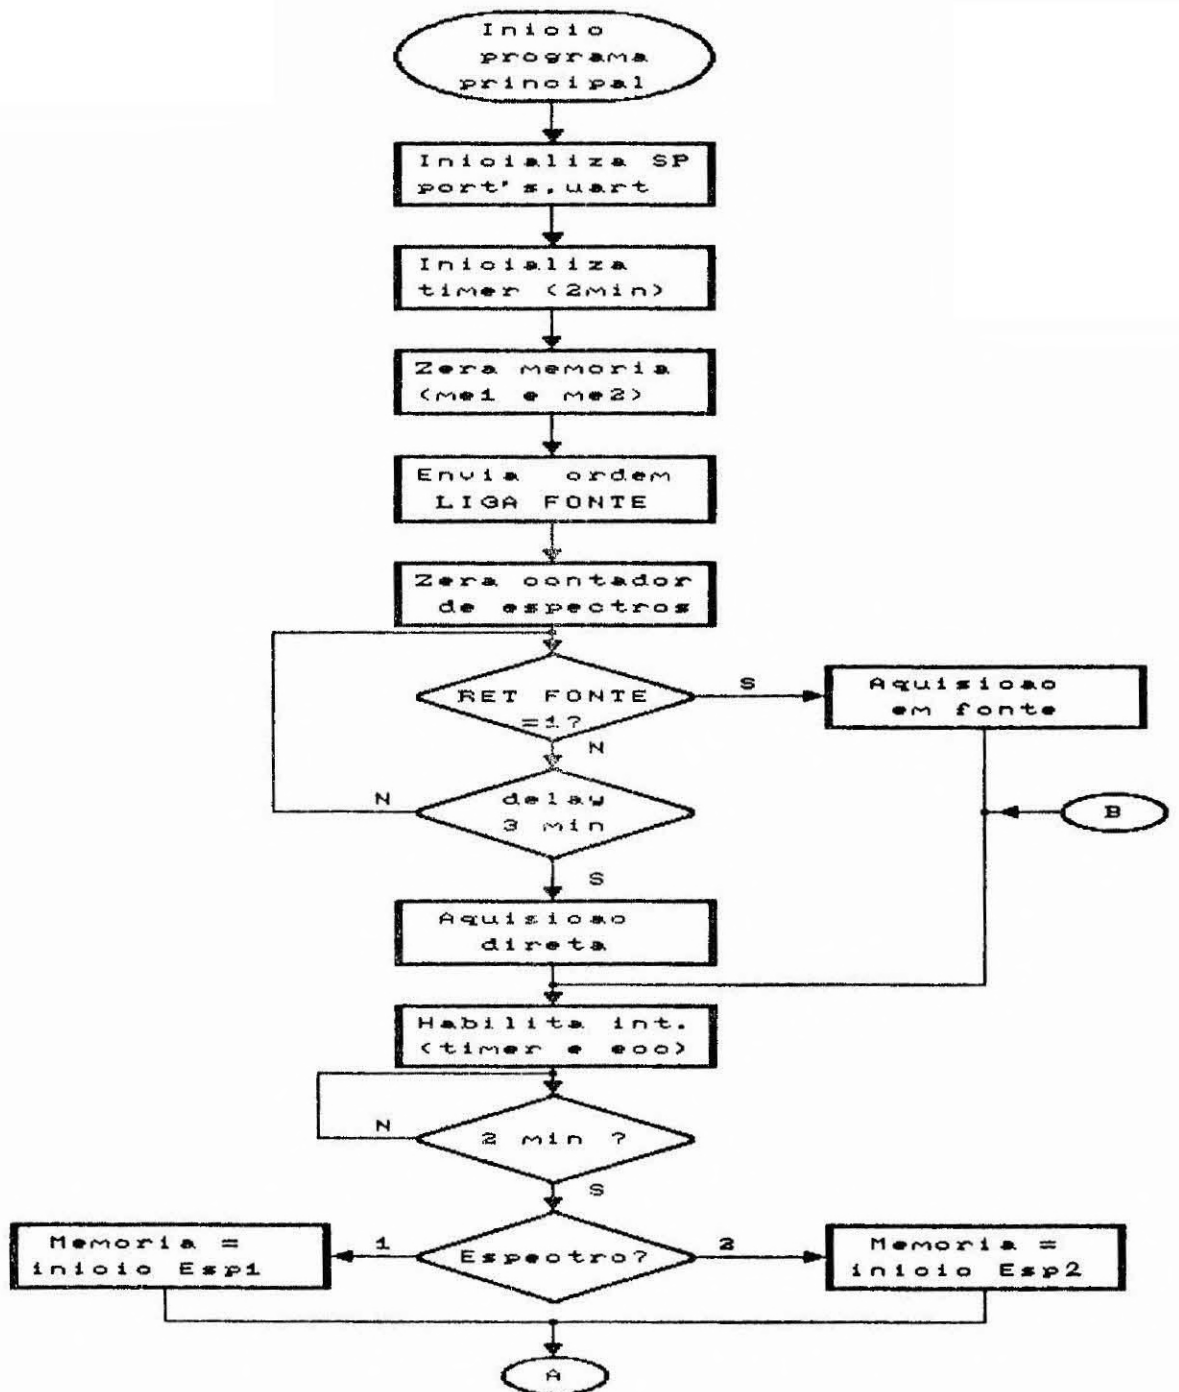 Inicio
programa
principal
Inicializa SP
port's,uart
Inicializa
timer (2min)
Zera memoria
(me1 e me2)
Envia ordem
LIGA FONTE
Zera contador
de espectros
RET FONTE
=1?
S
Aquisicao
em fonte
N
delay
3 min
N
B
S
Aquisicao
direta
Habilita int.
(timer e eoc)
2 min ?
N
S
Espectro?
1
2
Memoria =
inicio Esp1
Memoria =
inicio Esp2
A